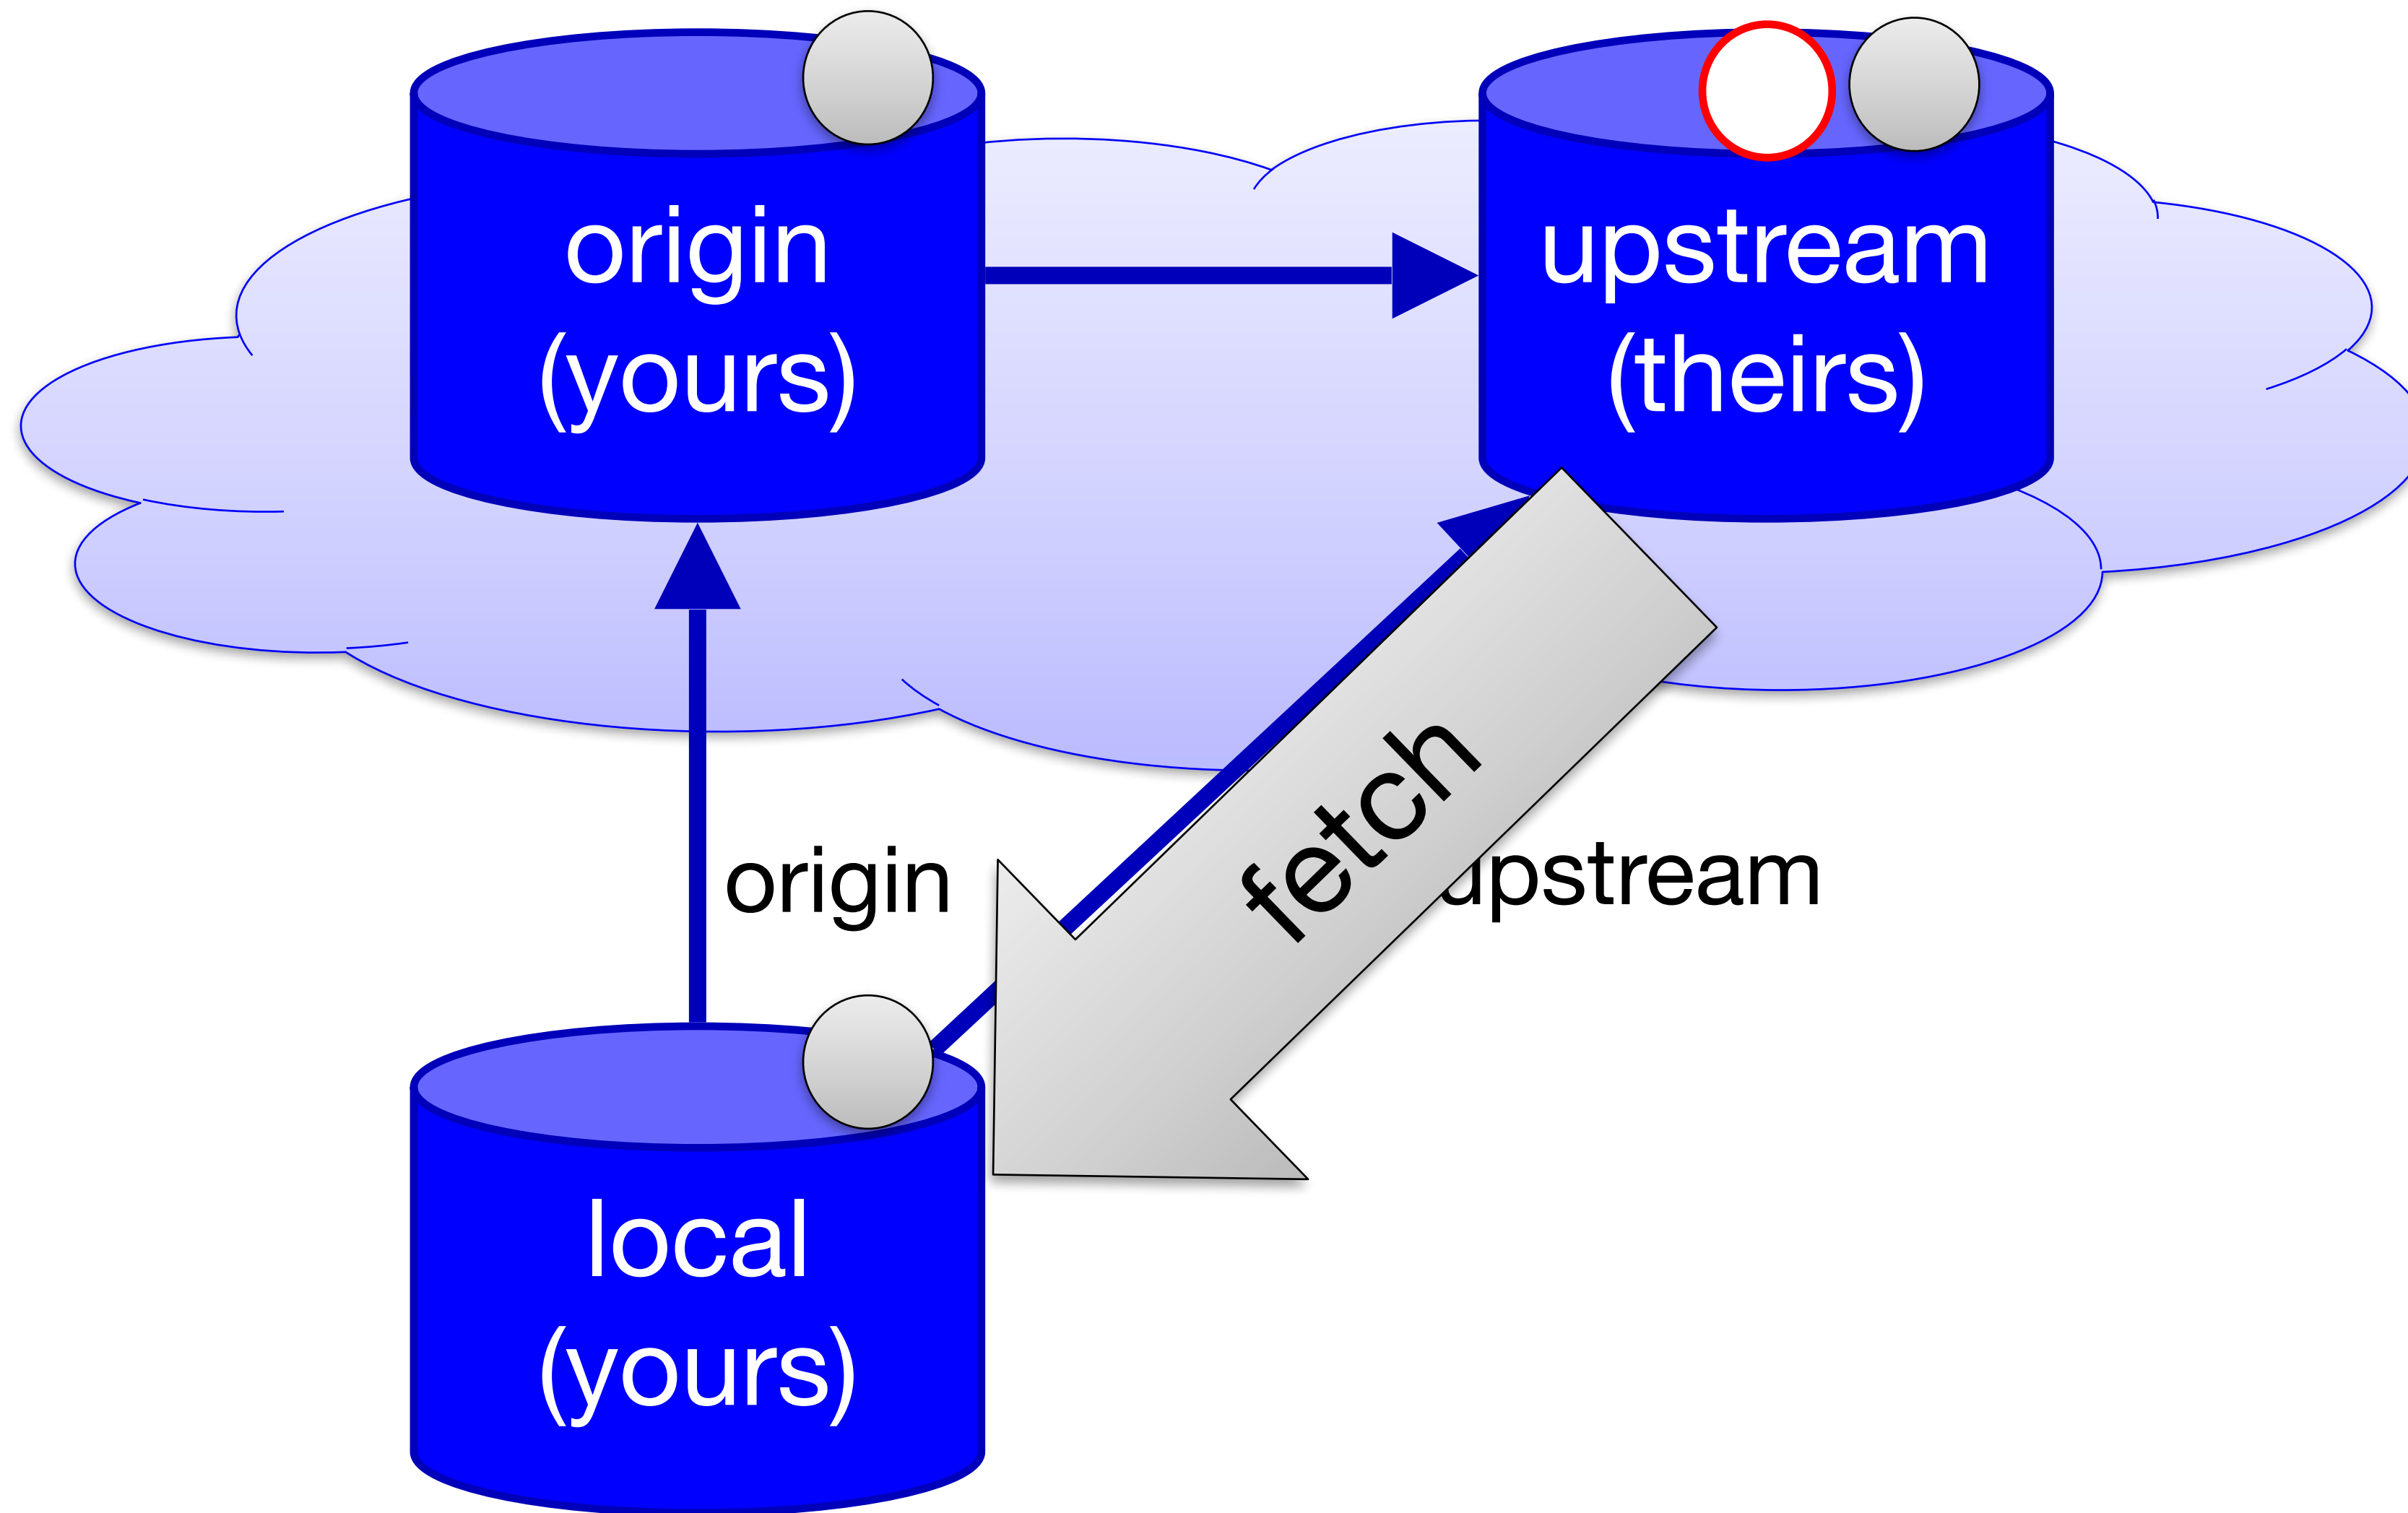 origin
(yours)
upstream
(theirs)
fetch
origin
upstream
local
(yours)